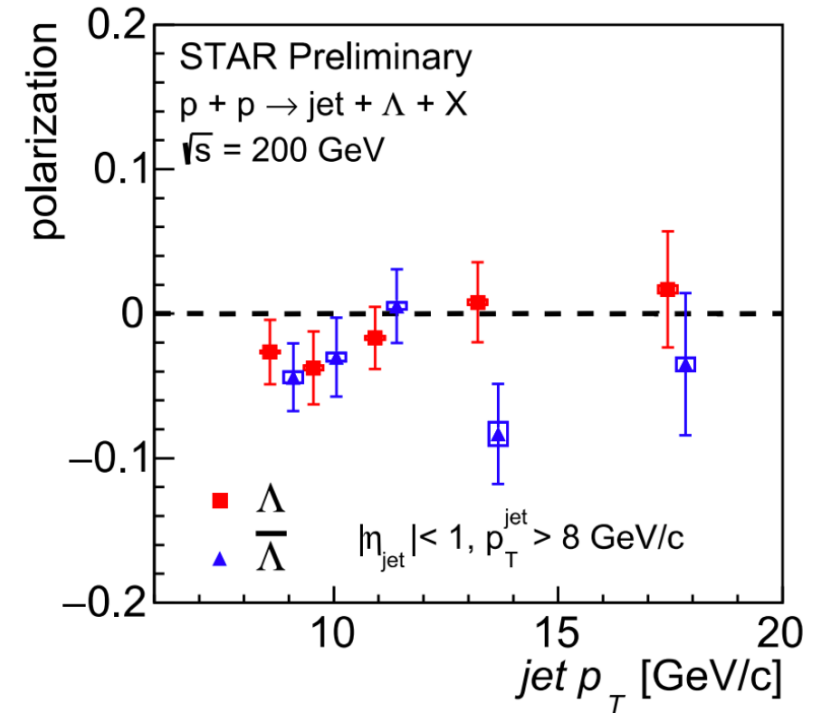 polarization
0.2
0.1
0
−0.1
−0.2
STAR Preliminary
p + p → jet + Λ + X
√s = 200 GeV
Λ
Λ̅
|η_jet|< 1, p_T^jet > 8 GeV/c
10
15
20
jet p_T [GeV/c]